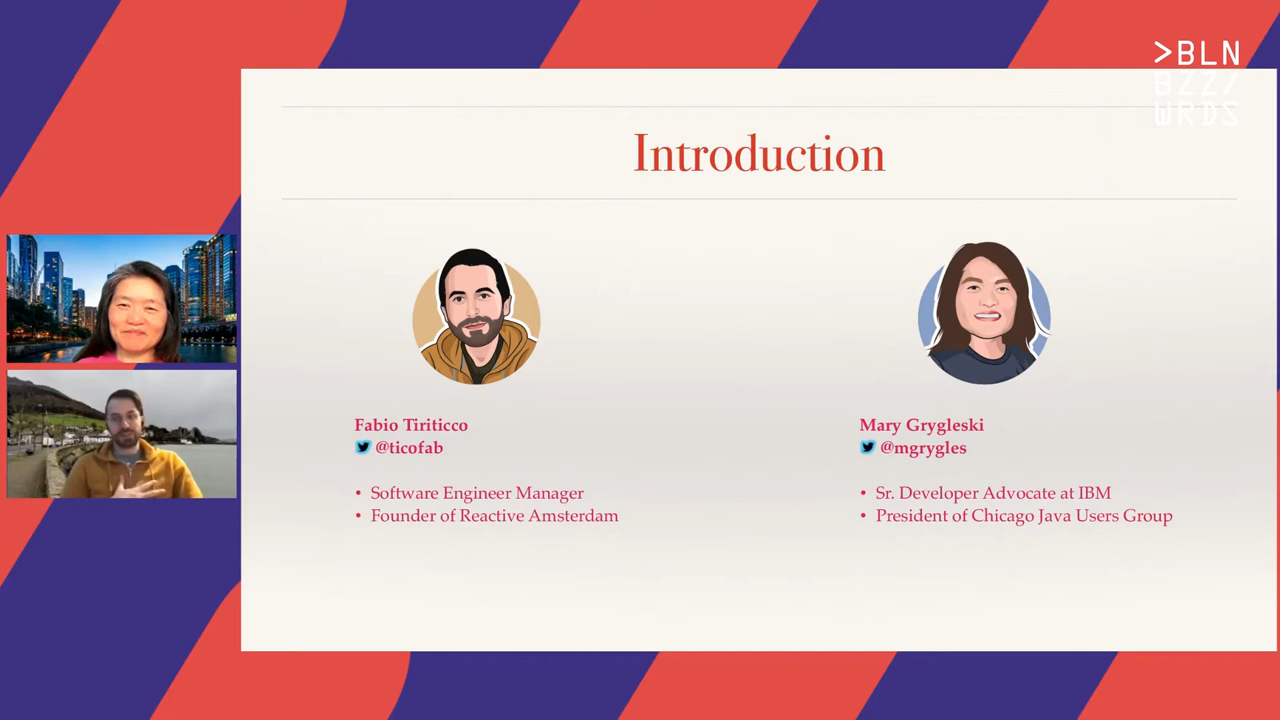 >BLN
BZZ/
WRDS
Introduction
Fabio Tiriticco
@ticofab
• Software Engineer Manager
• Founder of Reactive Amsterdam
Mary Grygleski
@mgrygles
• Sr. Developer Advocate at IBM
• President of Chicago Java Users Group